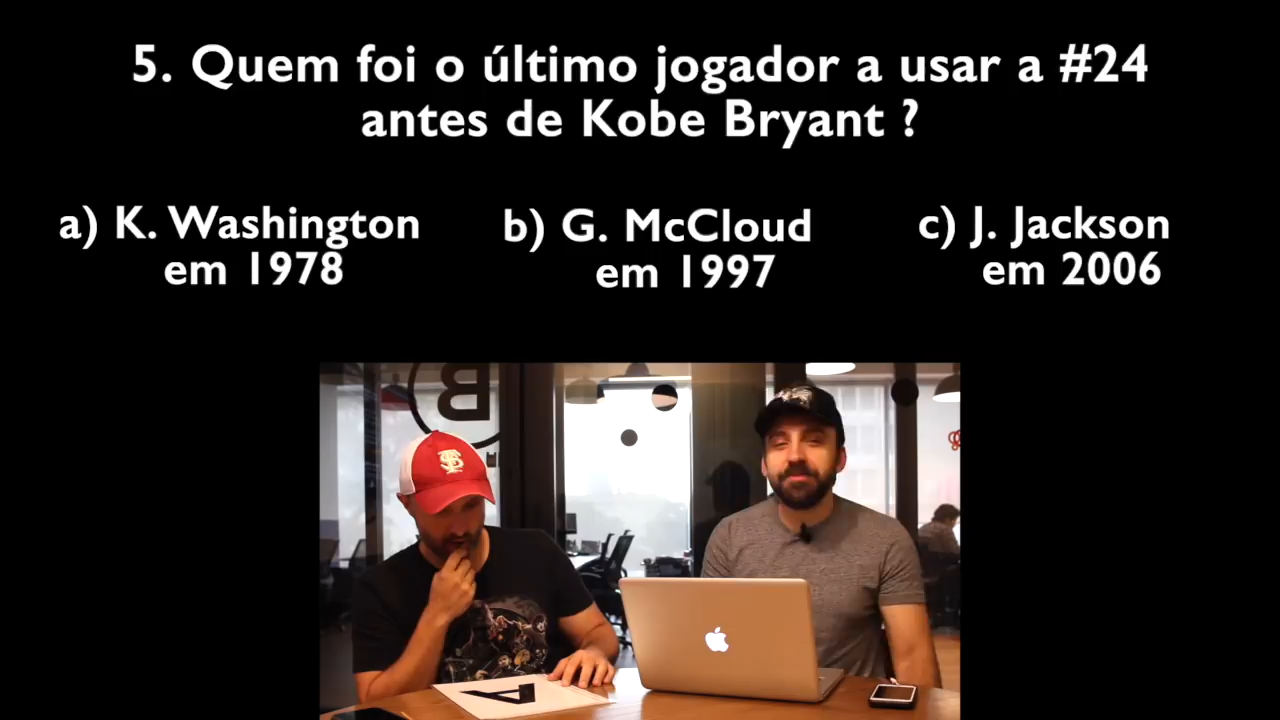 5. Quem foi o último jogador a usar a #24
antes de Kobe Bryant ?
a) K. Washington
em 1978
b) G. McCloud
em 1997
c) J. Jackson
em 2006
B
A